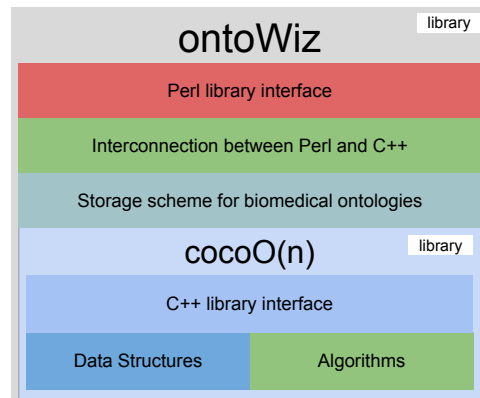 library
ontoWiz
Perl library interface
Interconnection between Perl and C++
Storage scheme for biomedical ontologies
library
cocoO(n)
C++ library interface
Data Structures
Algorithms